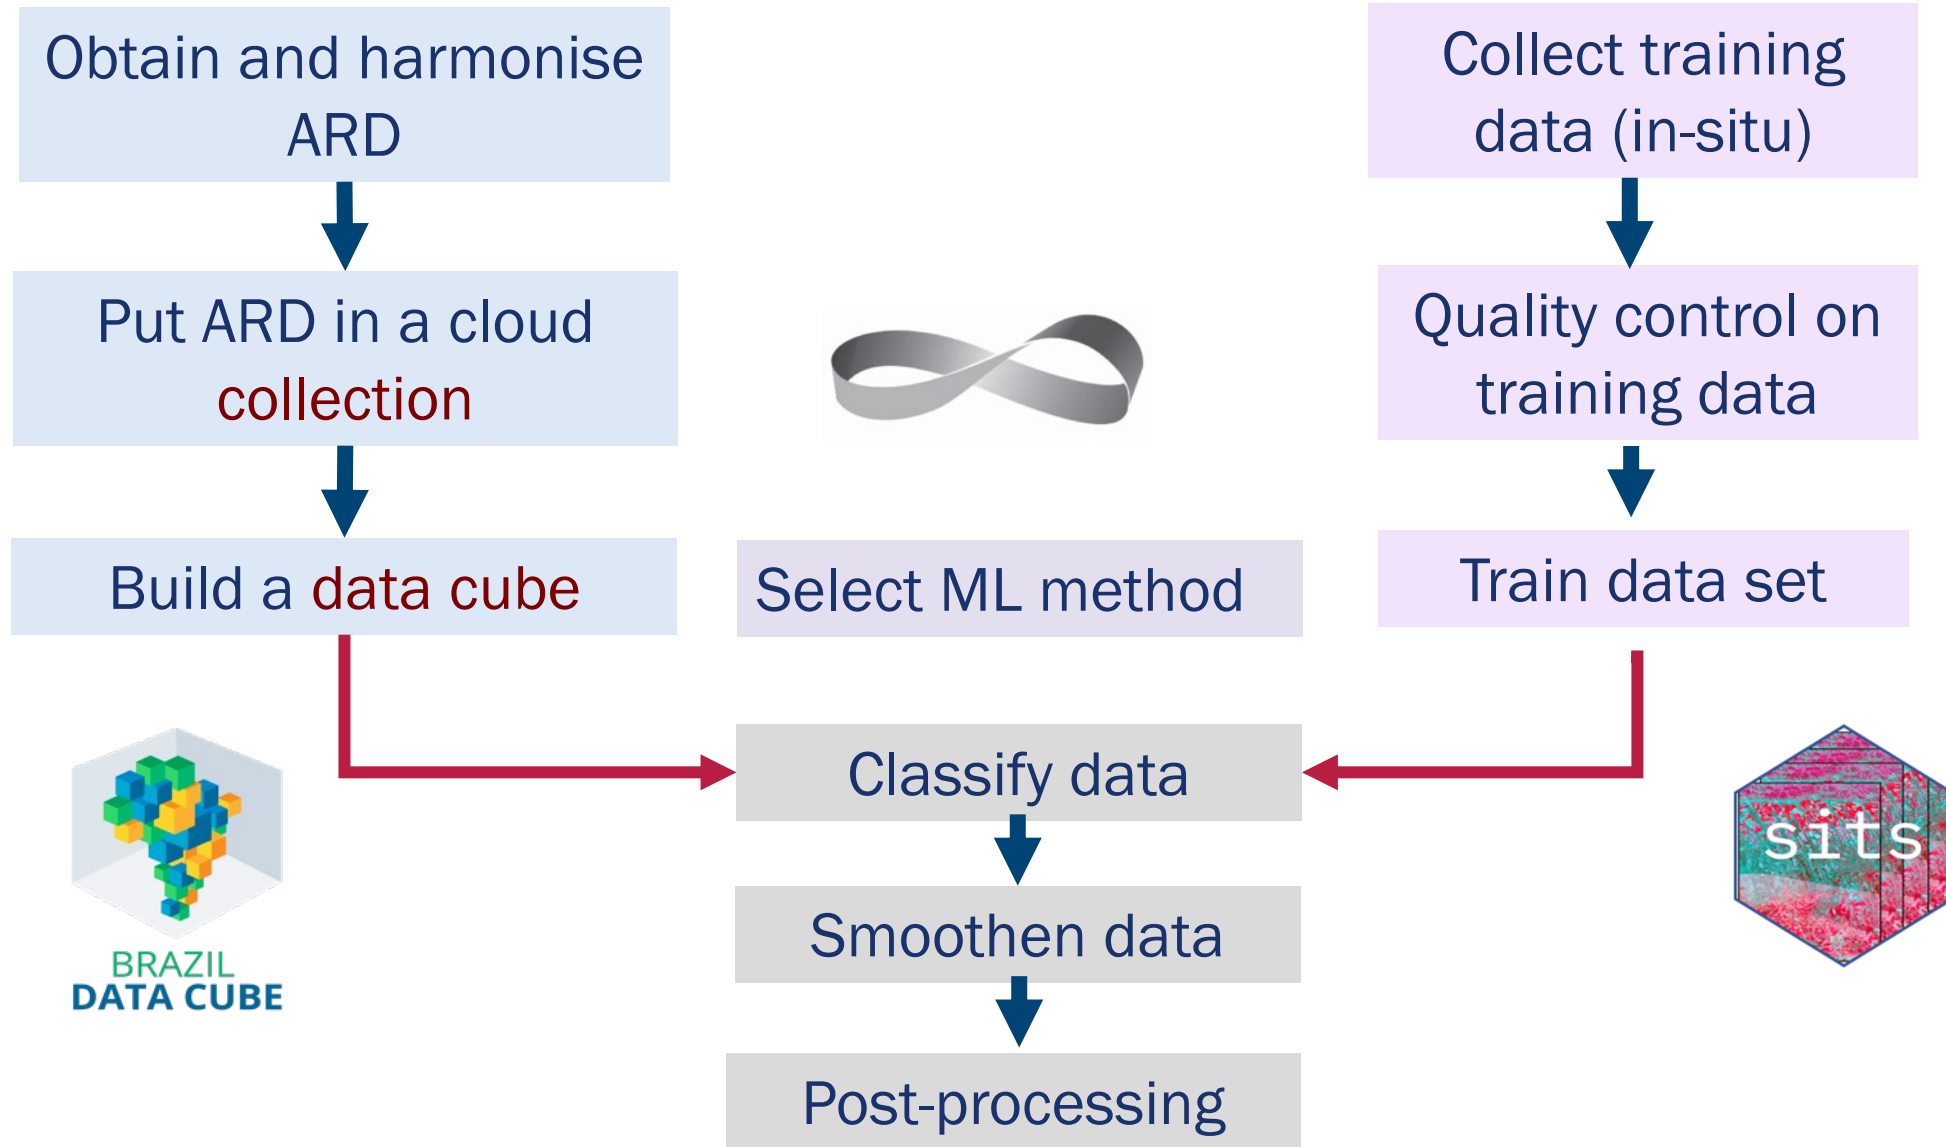 Obtain and harmonise
ARD
Put ARD in a cloud
collection
Build a data cube
Collect training
data (in-situ)
Quality control on
training data
Train data set
Select ML method
Classify data
Smoothen data
Post-processing
BRAZIL
DATA CUBE
sits